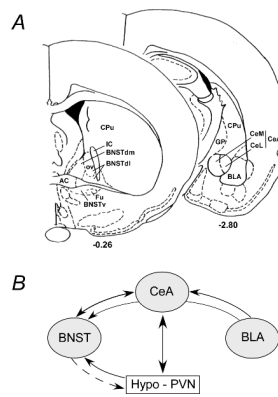 A
CPu
IC
BNSTdm
BNSTdl
ov
AC
Fu
BNSTv
-0.26
CPu
GP
CeM
CeL
CeA
BLA
-2.80
B
CeA
BNST
BLA
Hypo - PVN